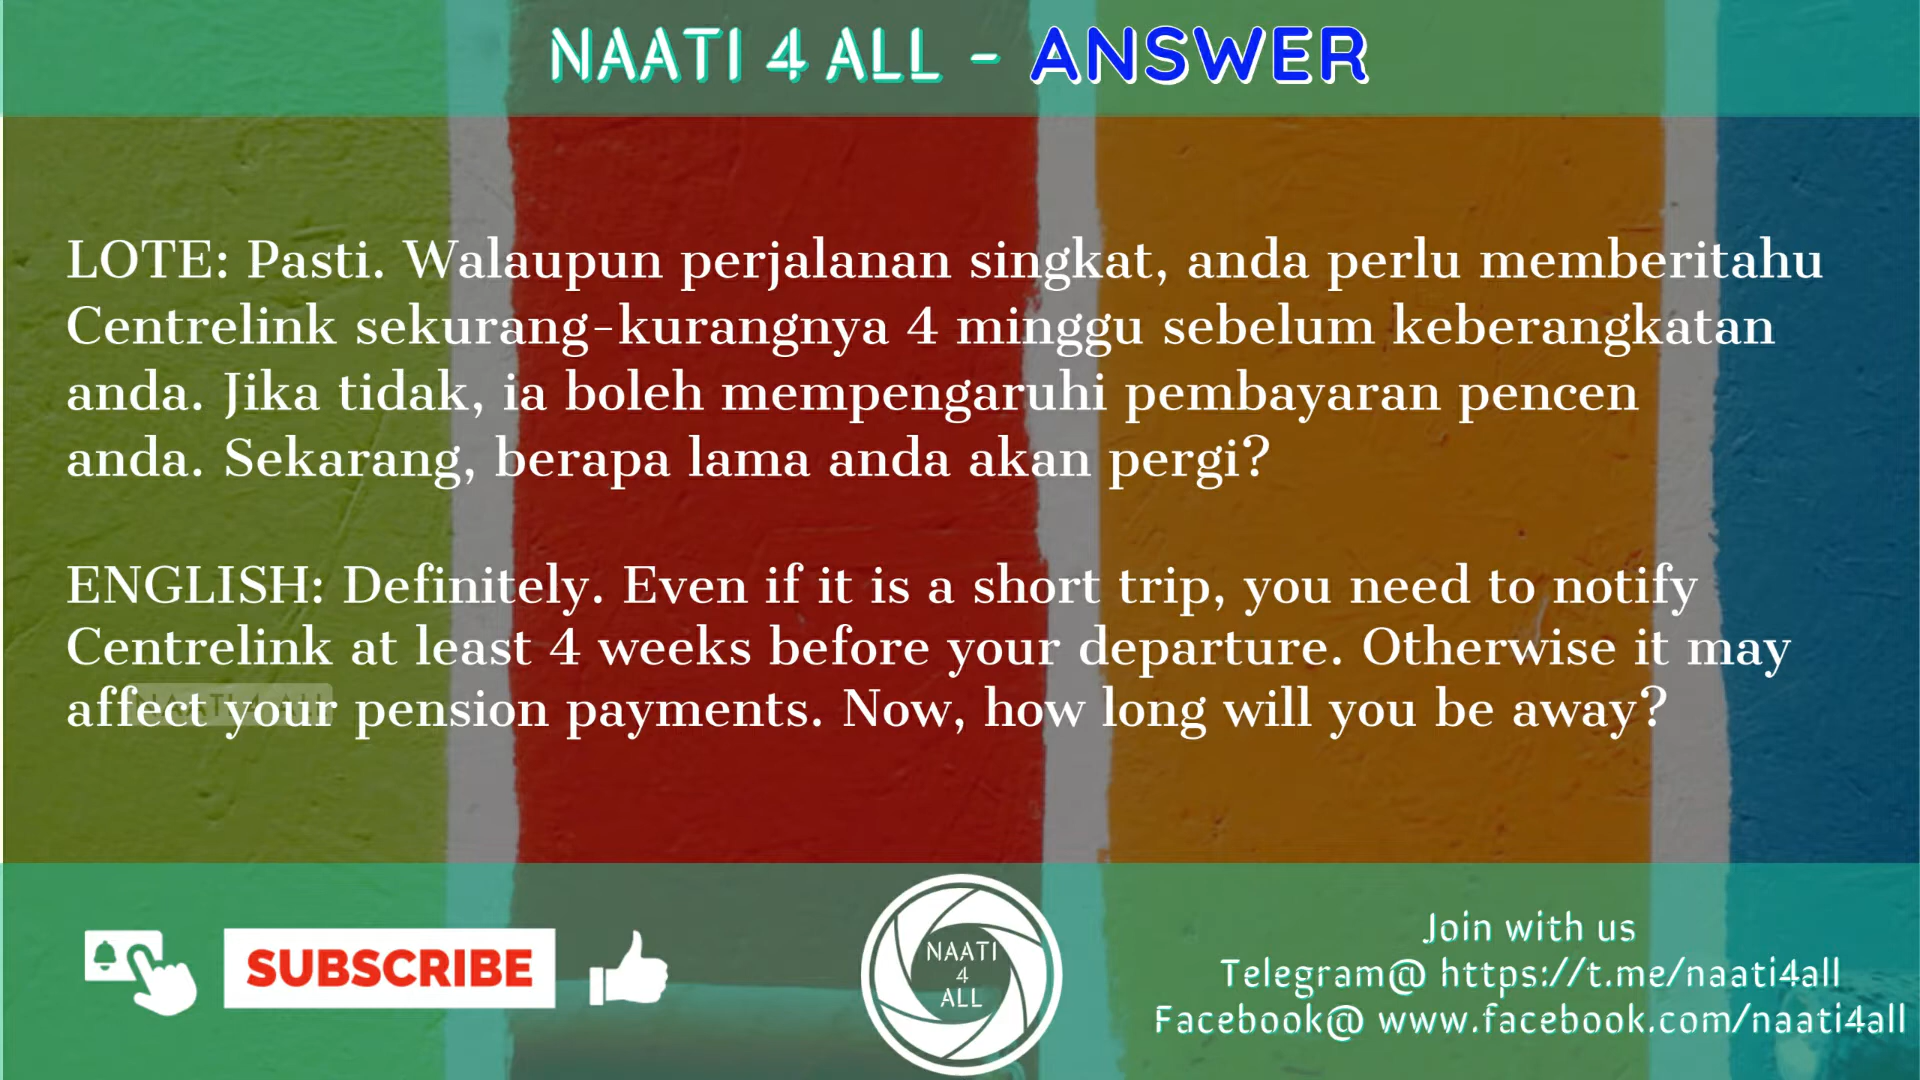 NAATI 4 ALL - ANSWER
LOTE: Pasti. Walaupun perjalanan singkat, anda perlu memberitahu
Centrelink sekurang-kurangnya 4 minggu sebelum keberangkatan
anda. Jika tidak, ia boleh mempengaruhi pembayaran pencen
anda. Sekarang, berapa lama anda akan pergi?
ENGLISH: Definitely. Even if it is a short trip, you need to notify
Centrelink at least 4 weeks before your departure. Otherwise it may
affect your pension payments. Now, how long will you be away?
NAATI 4 ALL
SUBSCRIBE
NAATI
4
ALL
Join with us
Telegram@ https://t.me/naati4all
Facebook@ www.facebook.com/naati4all